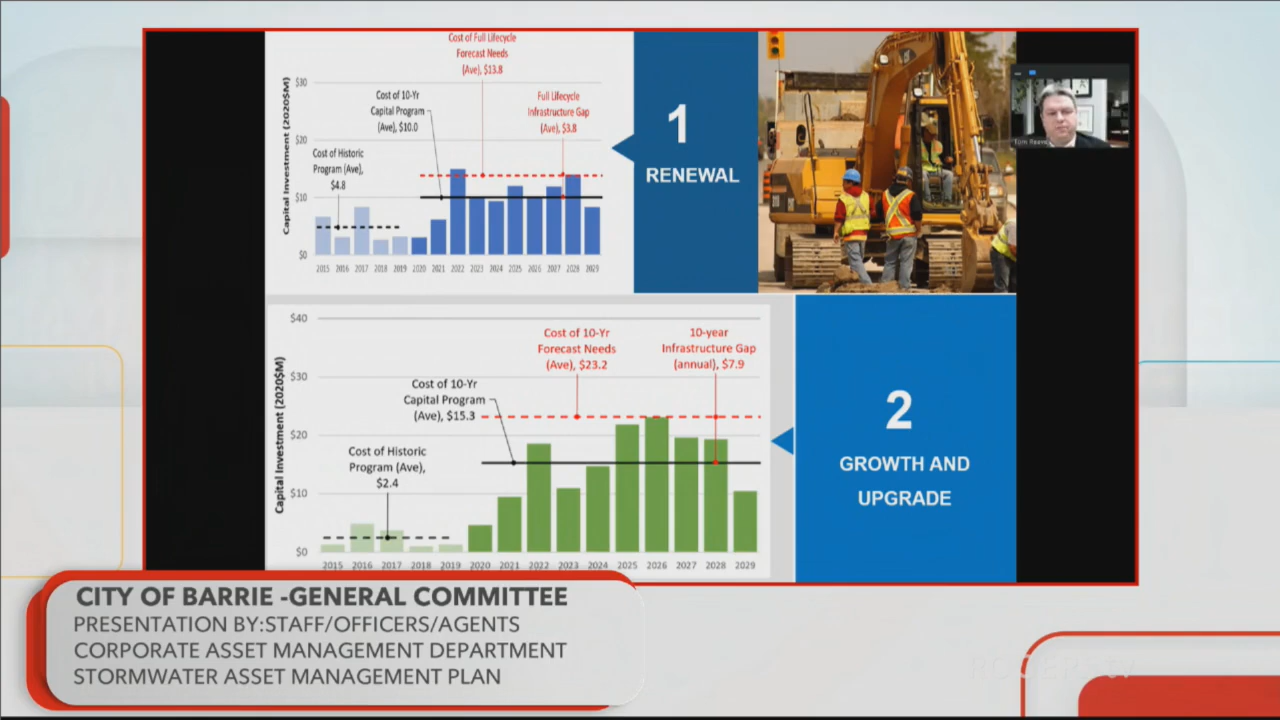 Cost of Full Lifecycle
Forecast Needs
(Ave), $13.8
Capital Investment (2020$M)
$30
$20
$10
$0
Cost of 10-Yr
Capital Program
(Ave), $10.0
Full Lifecycle
Infrastructure Gap
(Ave), $3.8
Cost of Historic
Program (Ave),
$4.8
2015 2016 2017 2018 2019 2020 2021 2022 2023 2024 2025 2026 2027 2028 2029
1
RENEWAL
Tom Reeve
Capital Investment (2020$M)
$40
$30
$20
$10
$0
Cost of 10-Yr
Forecast Needs
(Ave), $23.2
10-year
Infrastructure Gap
(annual), $7.9
Cost of 10-Yr
Capital Program
(Ave), $15.3
Cost of Historic
Program (Ave),
$2.4
2015 2016 2017 2018 2019 2020 2021 2022 2023 2024 2025 2026 2027 2028 2029
2
GROWTH AND
UPGRADE
CITY OF BARRIE -GENERAL COMMITTEE
PRESENTATION BY:STAFF/OFFICERS/AGENTS
CORPORATE ASSET MANAGEMENT DEPARTMENT
STORMWATER ASSET MANAGEMENT PLAN
ROGERS tv